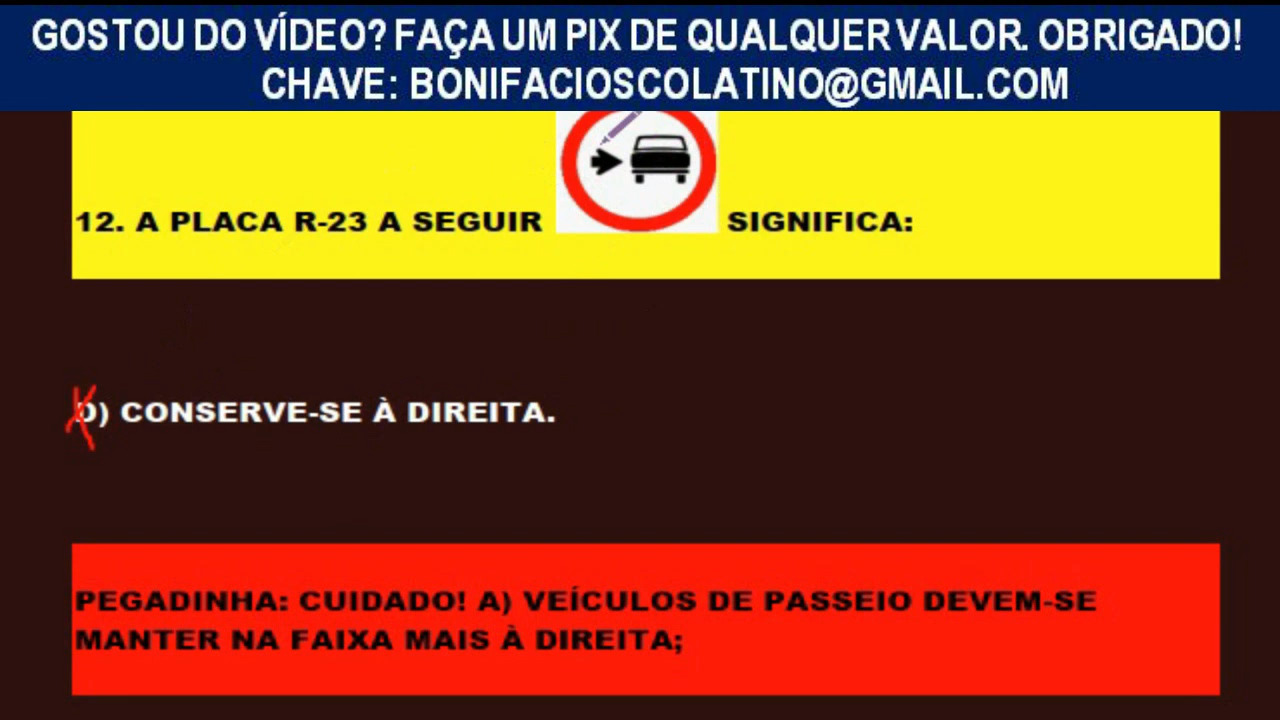 GOSTOU DO VÍDEO? FAÇA UM PIX DE QUALQUER VALOR. OBRIGADO!
CHAVE: BONIFACIOSCOLATINO@GMAIL.COM
12. A PLACA R-23 A SEGUIR SIGNIFICA:
D) CONSERVE-SE À DIREITA.
PEGADINHA: CUIDADO! A) VEÍCULOS DE PASSEIO DEVEM-SE
MANTER NA FAIXA MAIS À DIREITA;